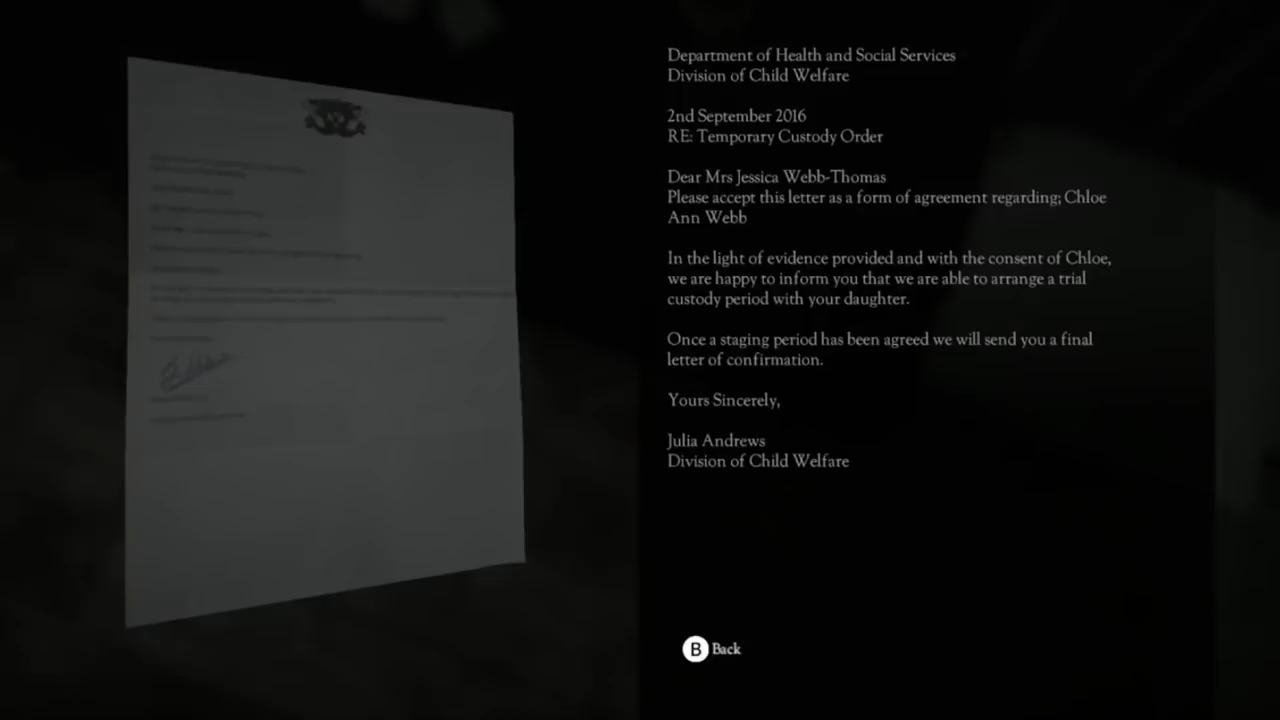 Department of Health and Social Services
Division of Child Welfare
2nd September 2016
RE: Temporary Custody Order
Dear Mrs Jessica Webb-Thomas
Please accept this letter as a form of agreement regarding; Chloe
Ann Webb
In the light of evidence provided and with the consent of Chloe,
we are happy to inform you that we are able to arrange a trial
custody period with your daughter.
Once a staging period has been agreed we will send you a final
letter of confirmation.
Yours Sincerely,
Julia Andrews
Division of Child Welfare
B Back